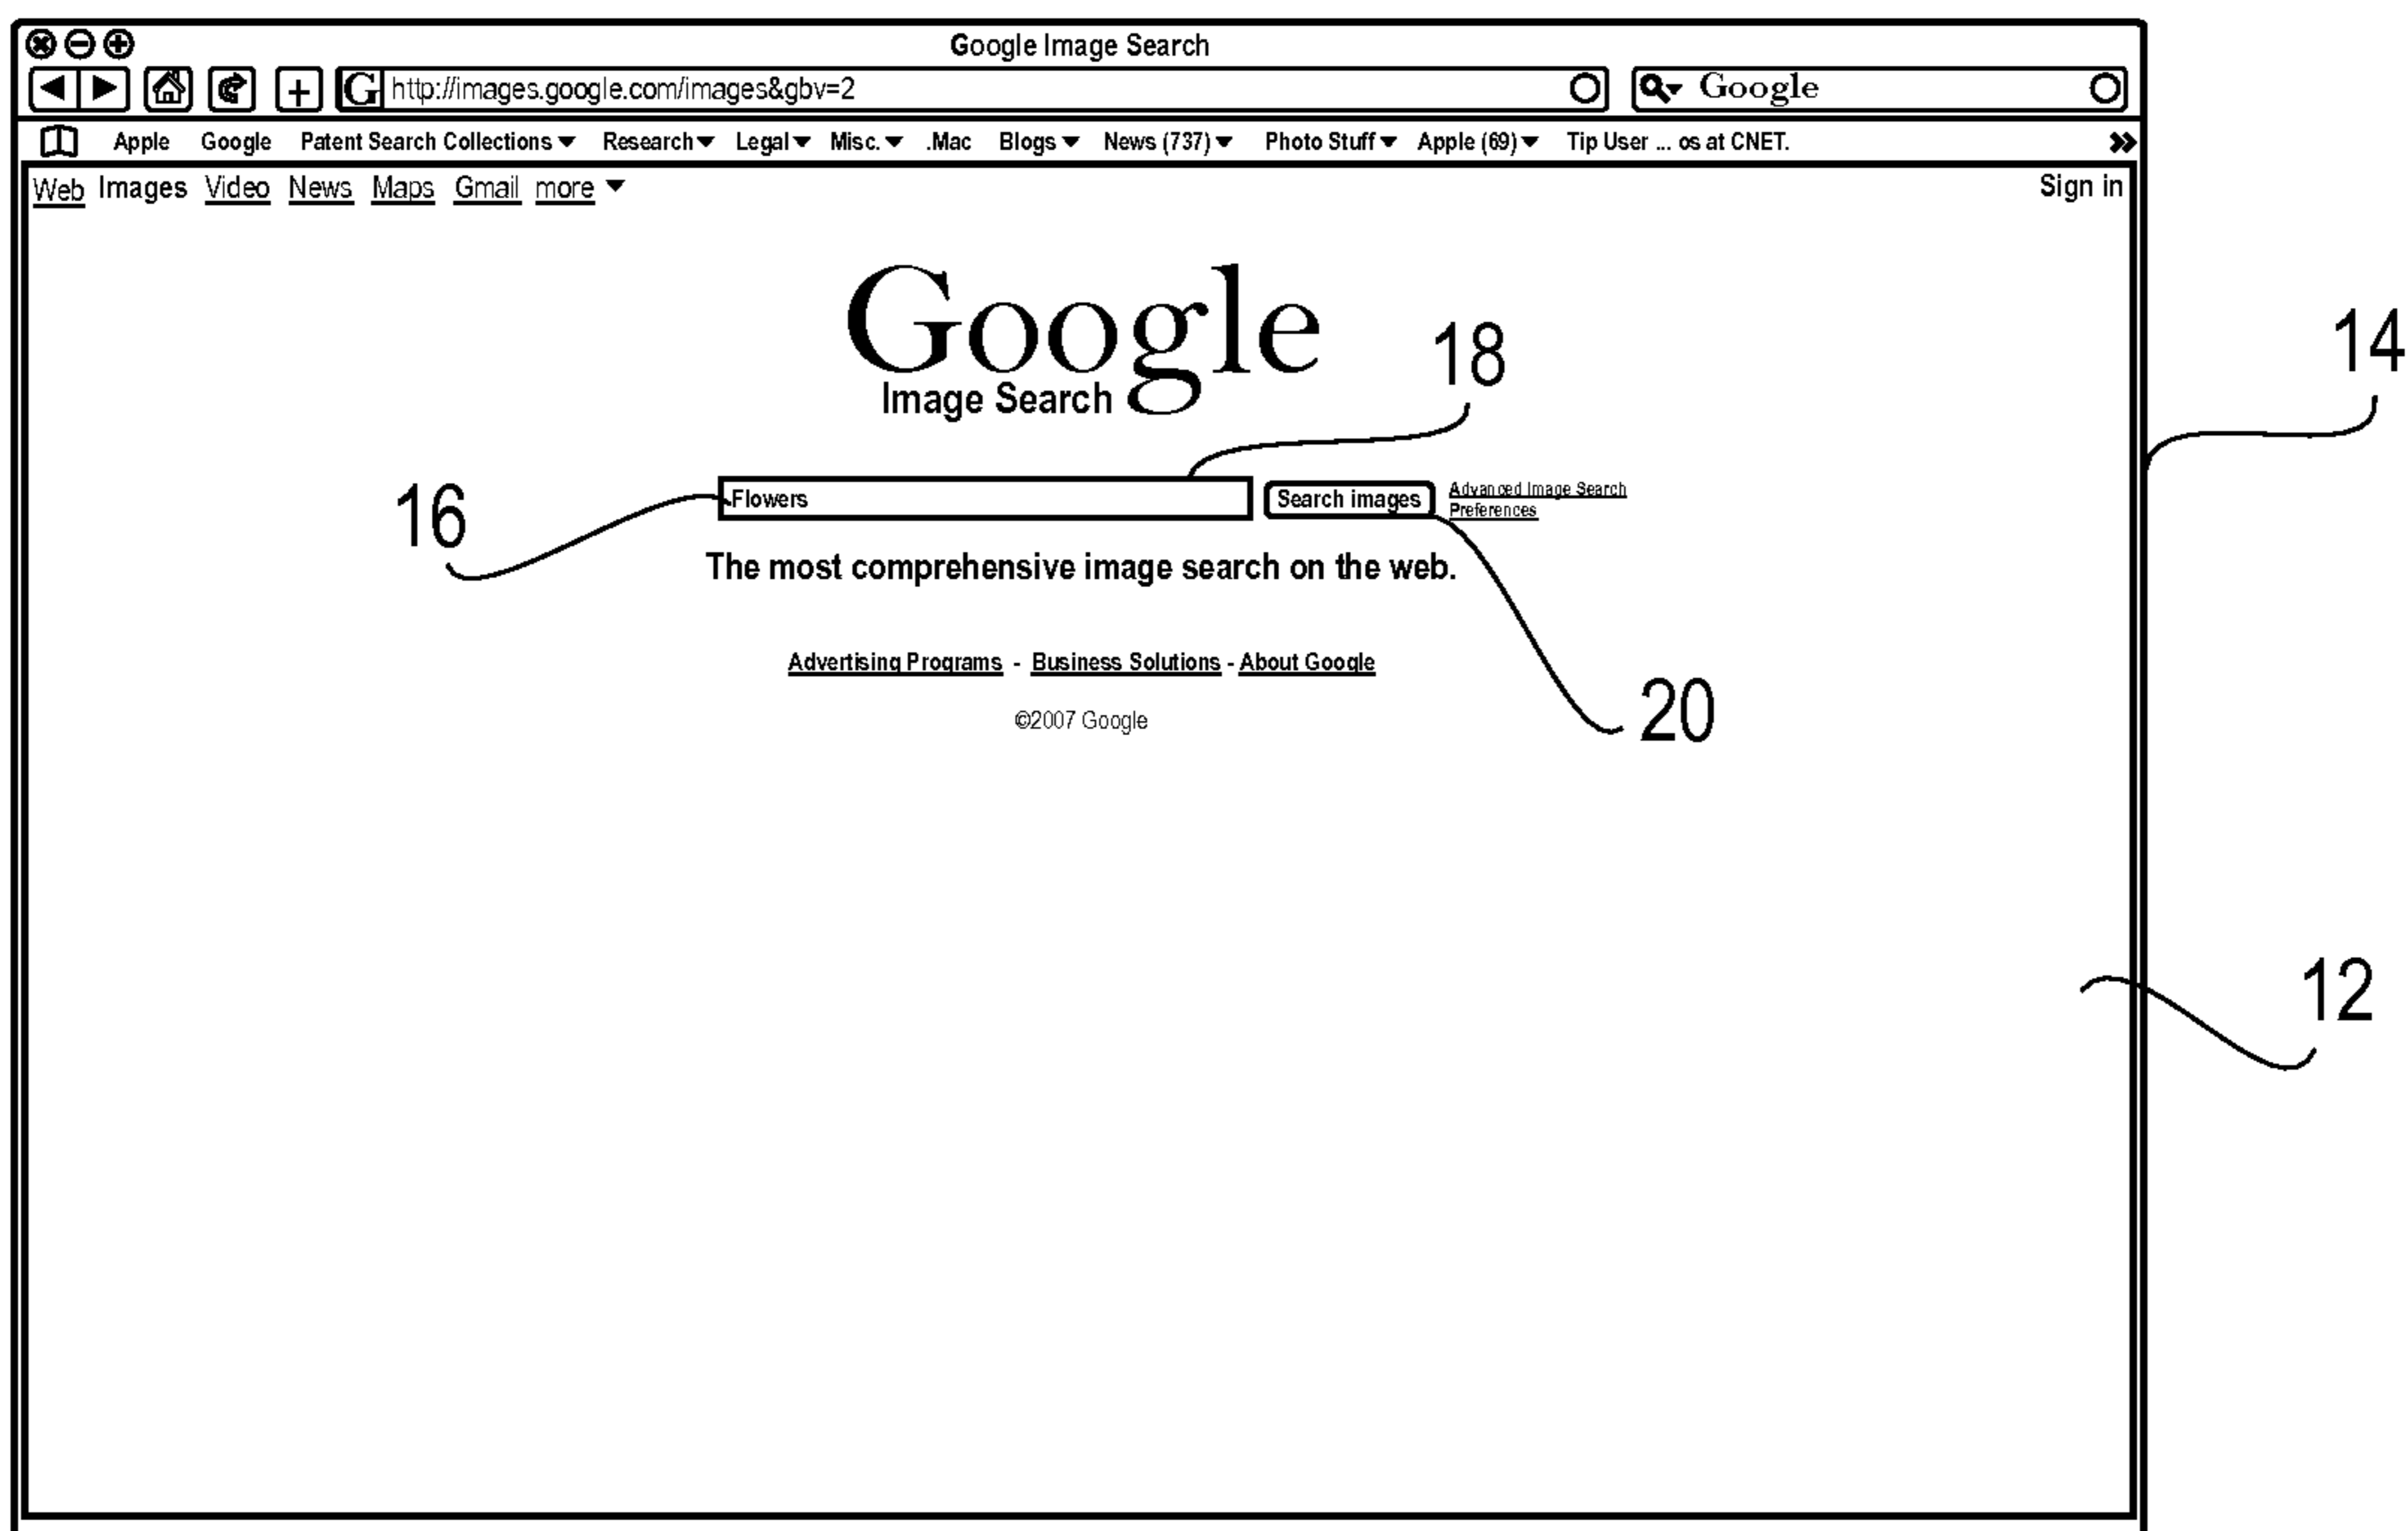 Google Image Search
G http://images.google.com/images&gbv=2 Google
Apple Google Patent Search Collections Research Legal Misc. .Mac Blogs News (737) Photo Stuff Apple (69) Tip User ... os at CNET.
Web Images Video News Maps Gmail more Sign in
Google
Image Search
18
14
16
Flowers Search images Advanced Image Search
Preferences
The most comprehensive image search on the web.
Advertising Programs - Business Solutions - About Google
20
©2007 Google
12